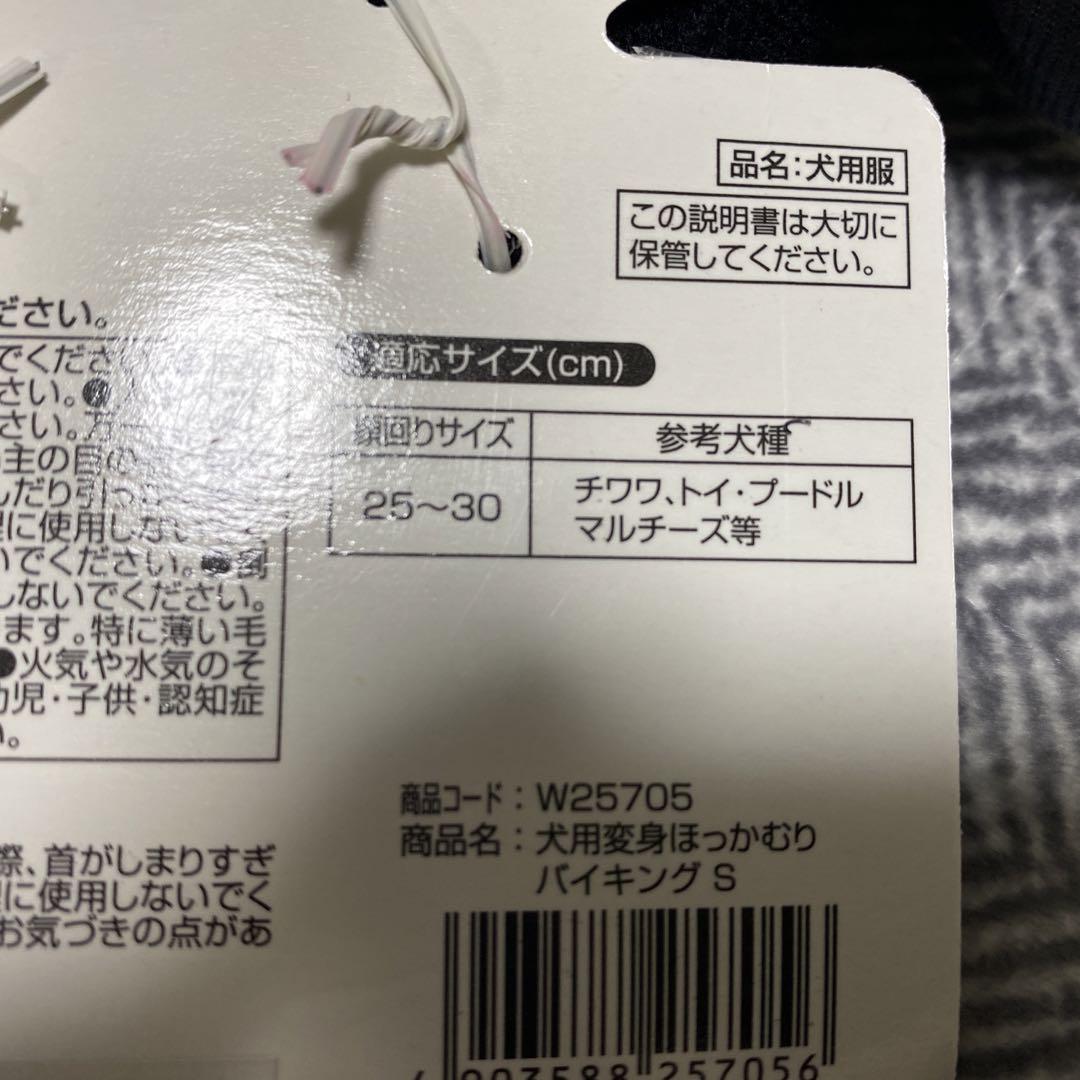 品名：犬用服
この説明書は大切に
保管してください。
ださい。
でくださ
さい。●
さい。万
主の目の
んだり引っ
に使用しない
いでください。●
しないでください。
ます。特に薄い毛
●火気や水気のそ
幼児・子供・認知症
い。
適応サイズ(cm)
頭回りサイズ 参考犬種
25〜30 チワワ、トイ・プードル
マルチーズ等
際、首がしまりすぎ
に使用しないでく
お気づきの点があ
商品コード：W25705
商品名：犬用変身ほっかむり
バイキング S
4 903588 257056